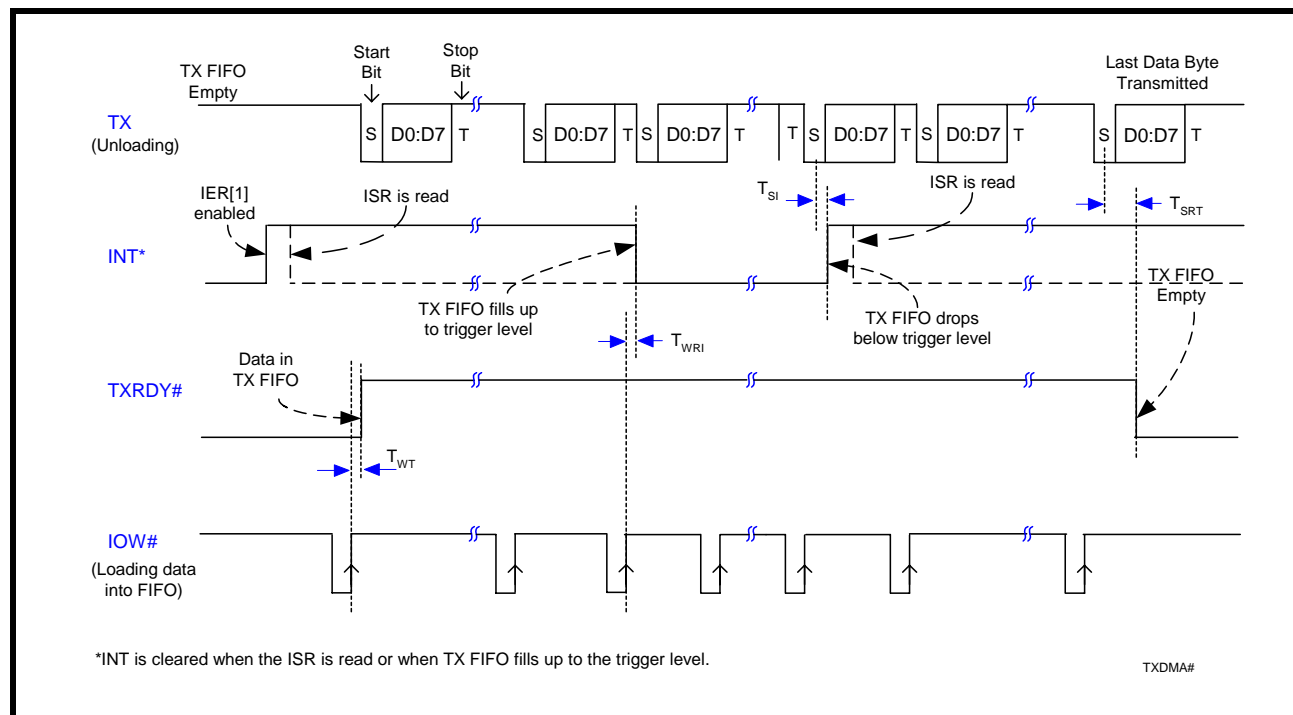 Start
Bit
Stop
Bit
TX FIFO
Empty
Last Data Byte
Transmitted
TX
(Unloading)
S D0:D7 T S D0:D7 T S D0:D7 T T S D0:D7 T S D0:D7 T S D0:D7 T
IER[1]
enabled
ISR is read
TSI
ISR is read
TSRT
INT*
TX FIFO fills up
to trigger level
TX FIFO drops
below trigger level
TX FIFO
Empty
TWRI
Data in
TX FIFO
TXRDY#
TWT
IOW#
(Loading data
into FIFO)
*INT is cleared when the ISR is read or when TX FIFO fills up to the trigger level.
TXDMA#